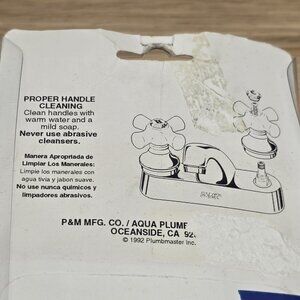 PROPER HANDLE
CLEANING
Clean handles with
warm water and a
mild soap.
Never use abrasive
cleansers.
Manera Apropiada de
Limpiar Los Manerales:
Limpie los manerales con
agua tivia y jabon suave.
No use nunca quimicos y
limpadores abrasivos.
P&M MFG. CO. / AQUA PLUMB
OCEANSIDE, CA
© 1992 Plumbmaster Inc.